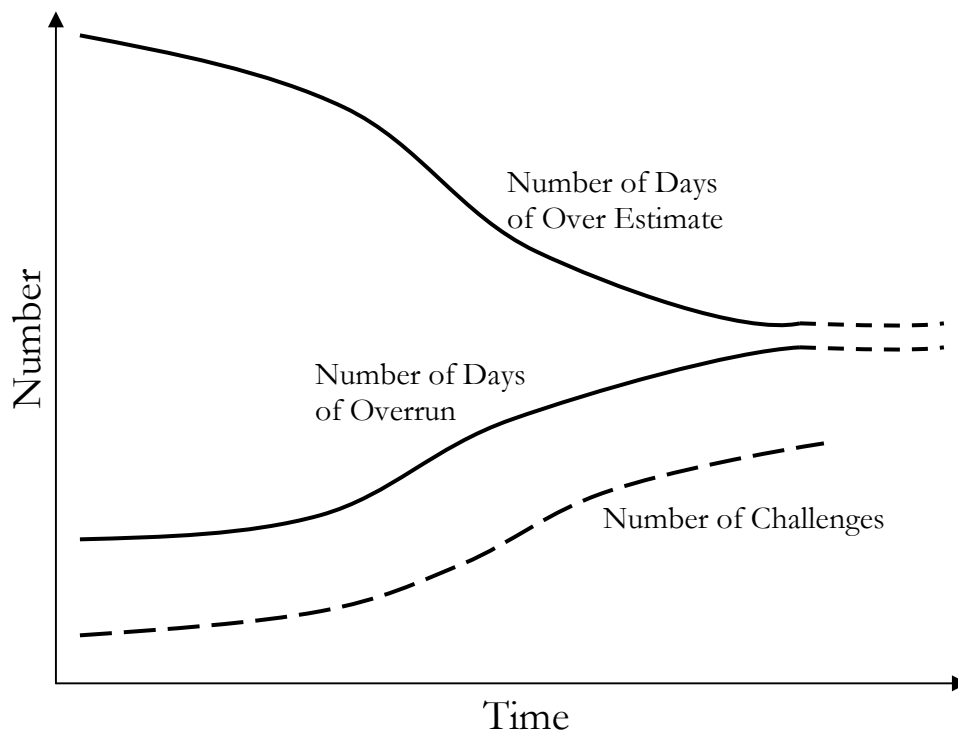 Number of Days
of Over Estimate
Number
Number of Days
of Overrun
Number of Challenges
Time